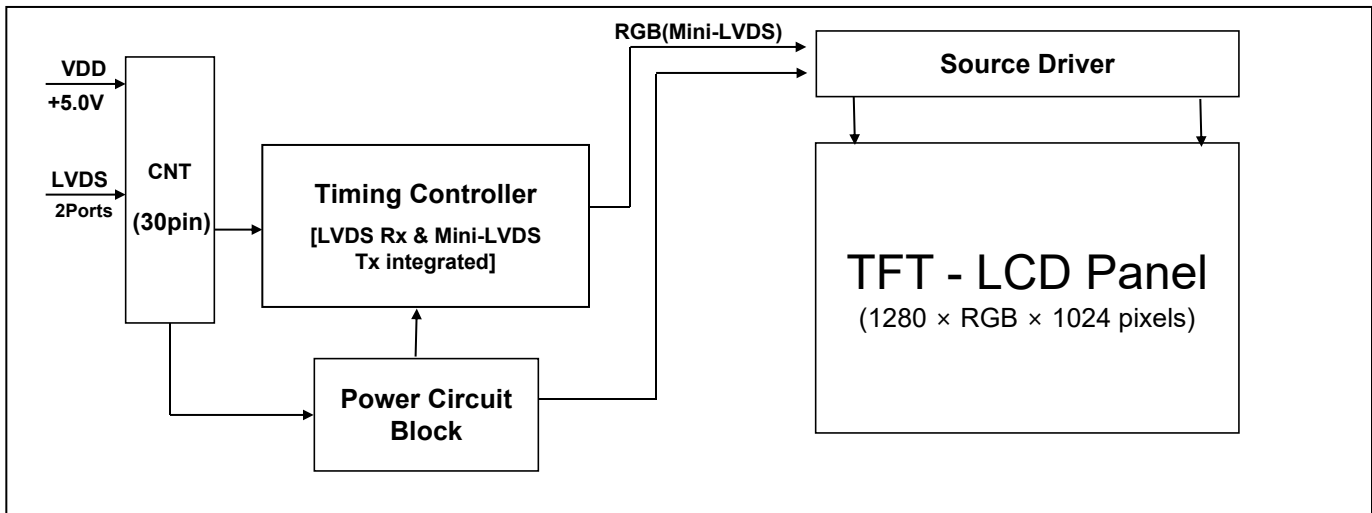 VDD
+5.0V
LVDS
2Ports
CNT
(30pin)
Timing Controller
[LVDS Rx & Mini-LVDS
Tx integrated]
Power Circuit
Block
RGB(Mini-LVDS)
Source Driver
TFT - LCD Panel
(1280 × RGB × 1024 pixels)